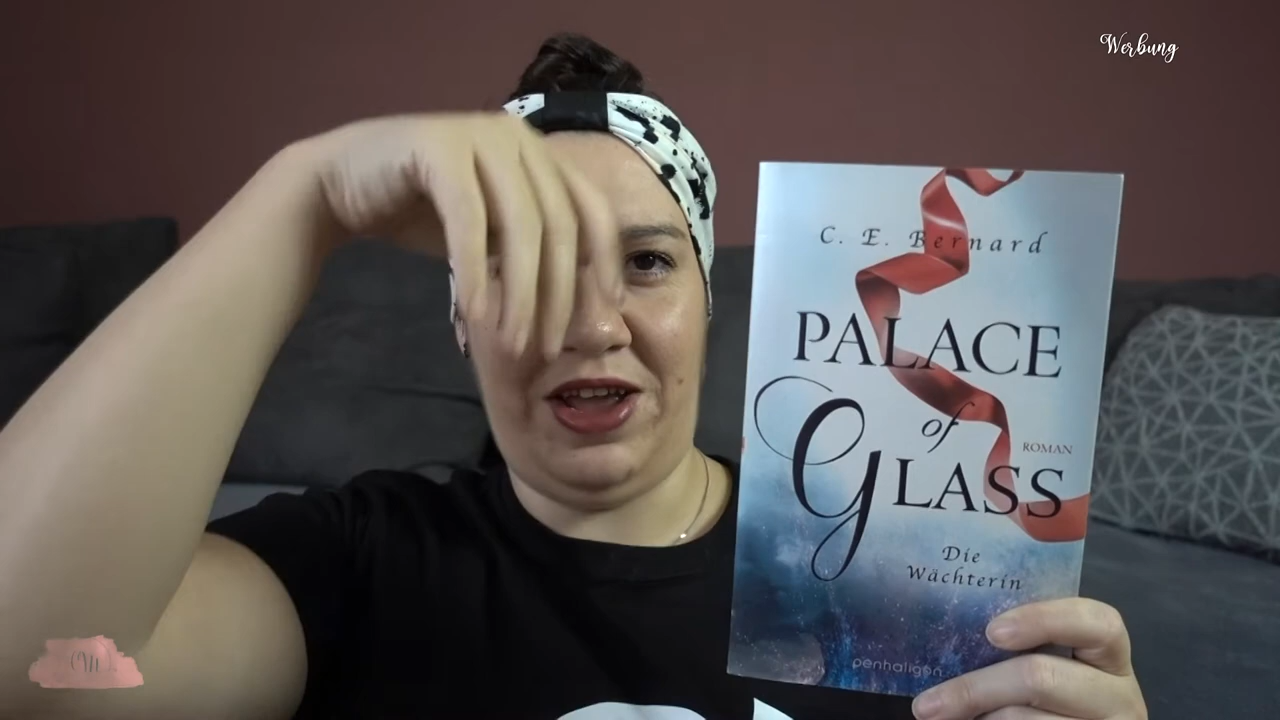 Werbung
C. E. Bernard
PALACE
of
GLASS
ROMAN
Die
Wächterin
penhaligon